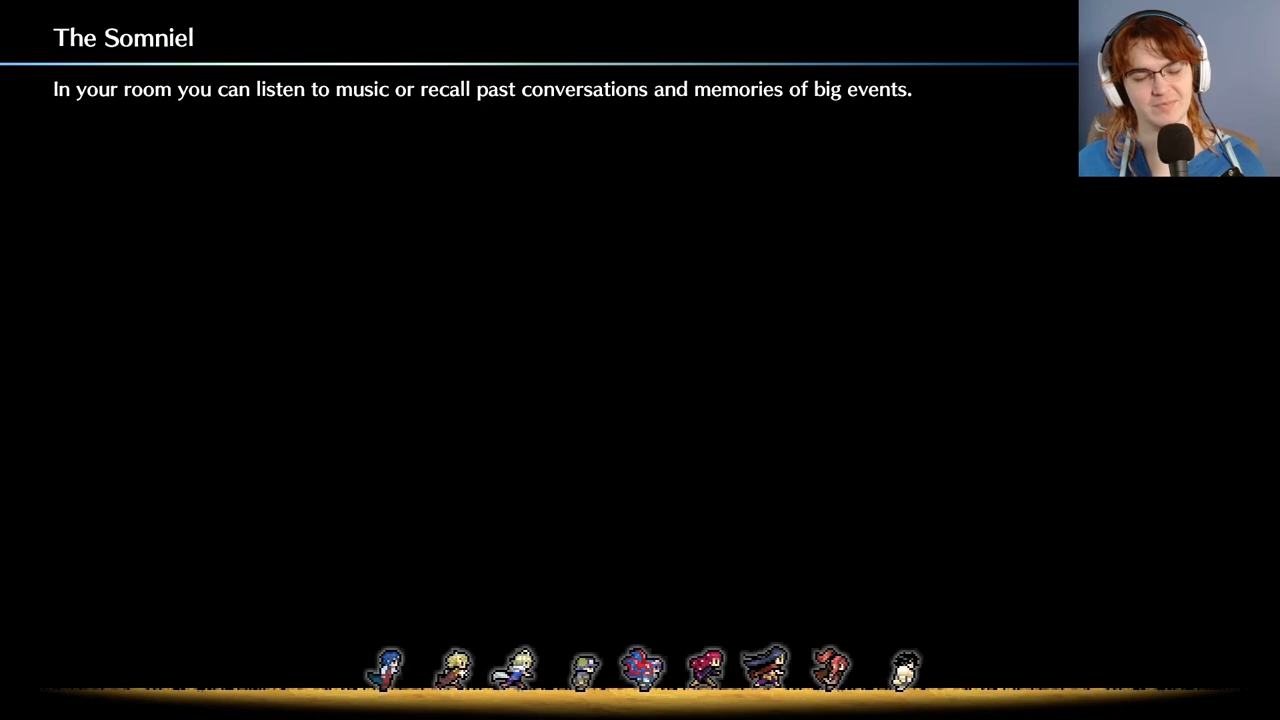 The Somniel
In your room you can listen to music or recall past conversations and memories of big events.